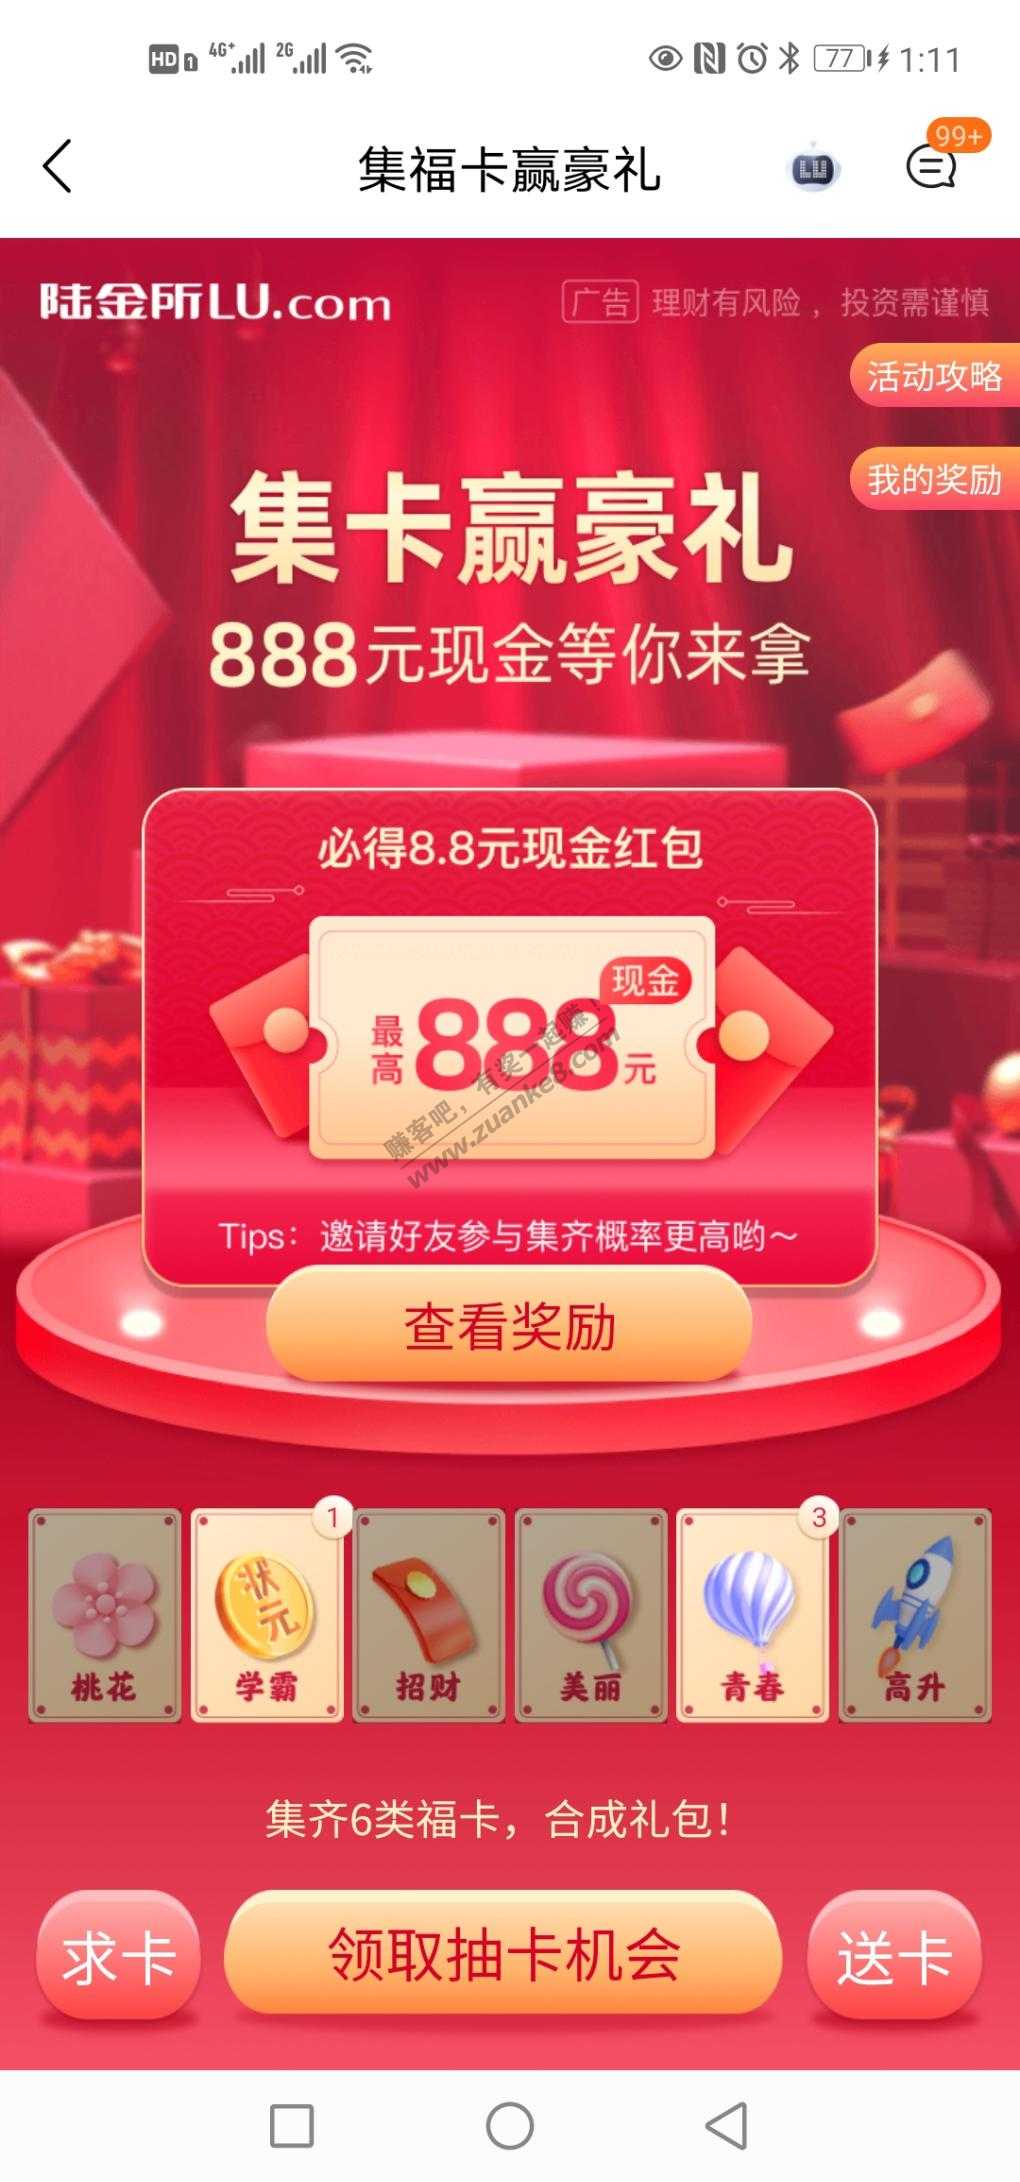 HD 1 4G+ 2G 77 1:11
集福卡赢豪礼
LU
99+
陆金所LU.com
广告 理财有风险，投资需谨慎
活动攻略
我的奖励
集卡赢豪礼
888元现金等你来拿
必得8.8元现金红包
现金
最高888元
赚客吧，有奖一起赚！
www.zuanke8.com
Tips：邀请好友参与集齐概率更高哟～
查看奖励
1
3
状元
桃花 学霸 招财 美丽 青春 高升
集齐6类福卡，合成礼包！
求卡 领取抽卡机会 送卡